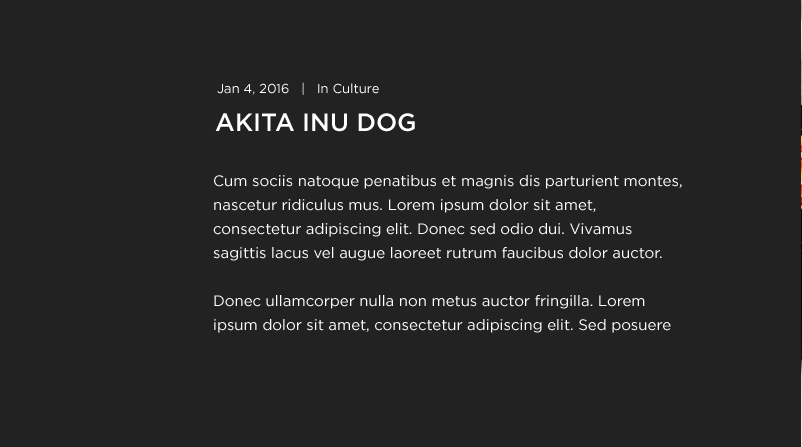 Jan 4, 2016 | In Culture
AKITA INU DOG
Cum sociis natoque penatibus et magnis dis parturient montes,
nascetur ridiculus mus. Lorem ipsum dolor sit amet,
consectetur adipiscing elit. Donec sed odio dui. Vivamus
sagittis lacus vel augue laoreet rutrum faucibus dolor auctor.
Donec ullamcorper nulla non metus auctor fringilla. Lorem
ipsum dolor sit amet, consectetur adipiscing elit. Sed posuere